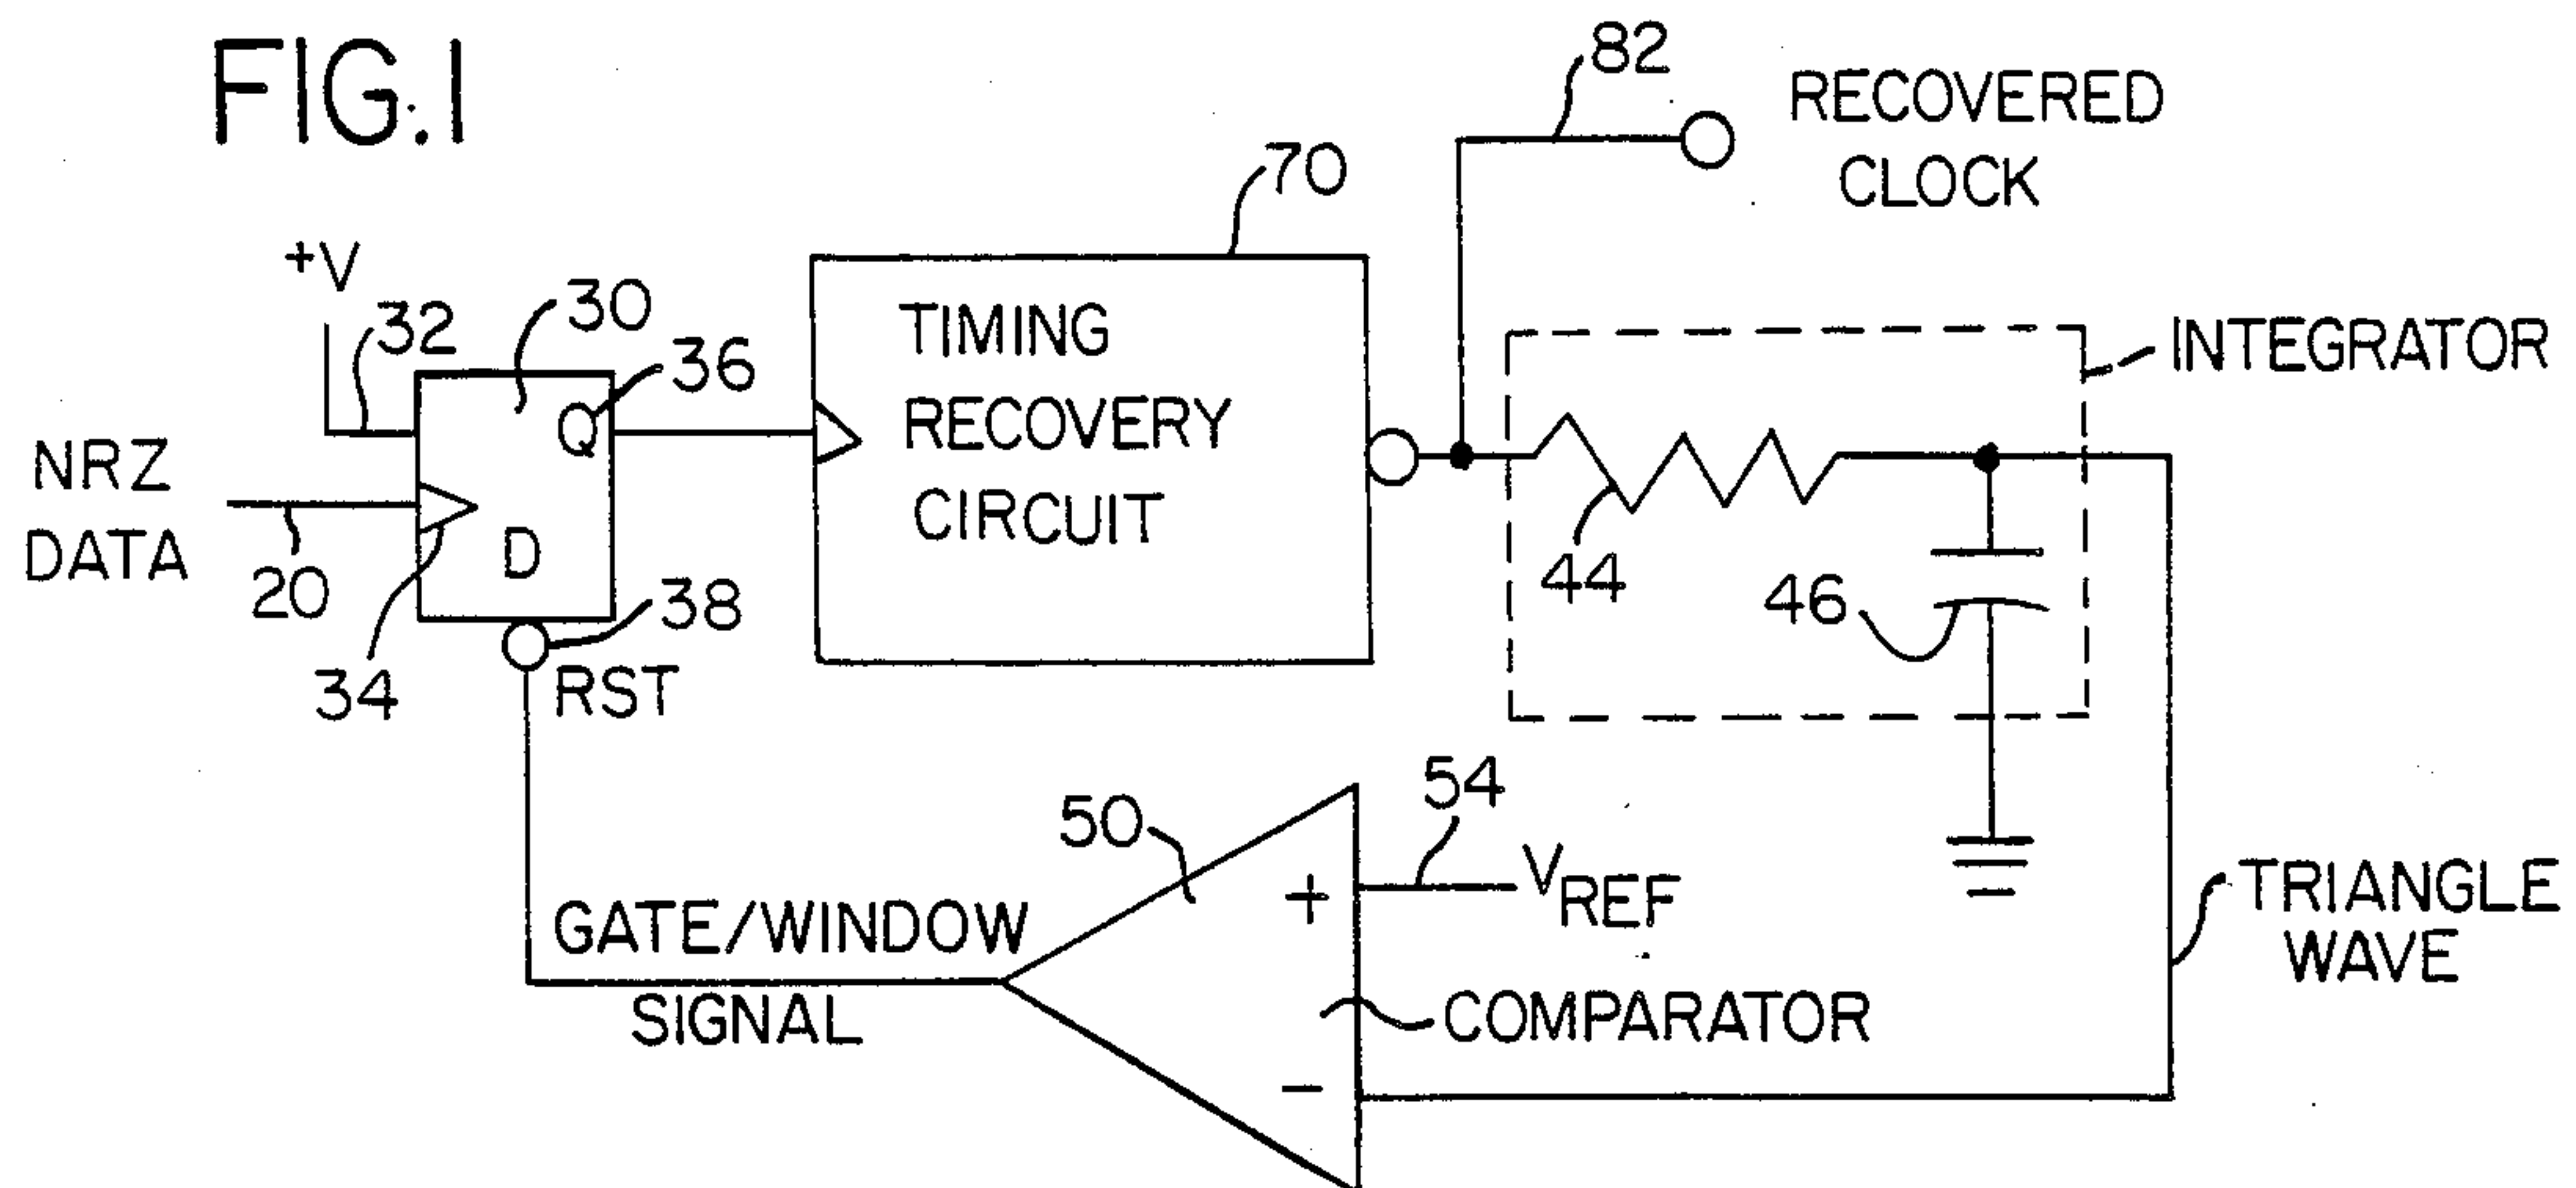 FIG.1
82
RECOVERED
CLOCK
70
+V
32
30
36
Q
NRZ
DATA
20
34
D
38
RST
TIMING
RECOVERY
CIRCUIT
INTEGRATOR
44
46
50
54
+
VREF
GATE/WINDOW
SIGNAL
COMPARATOR
-
TRIANGLE
WAVE